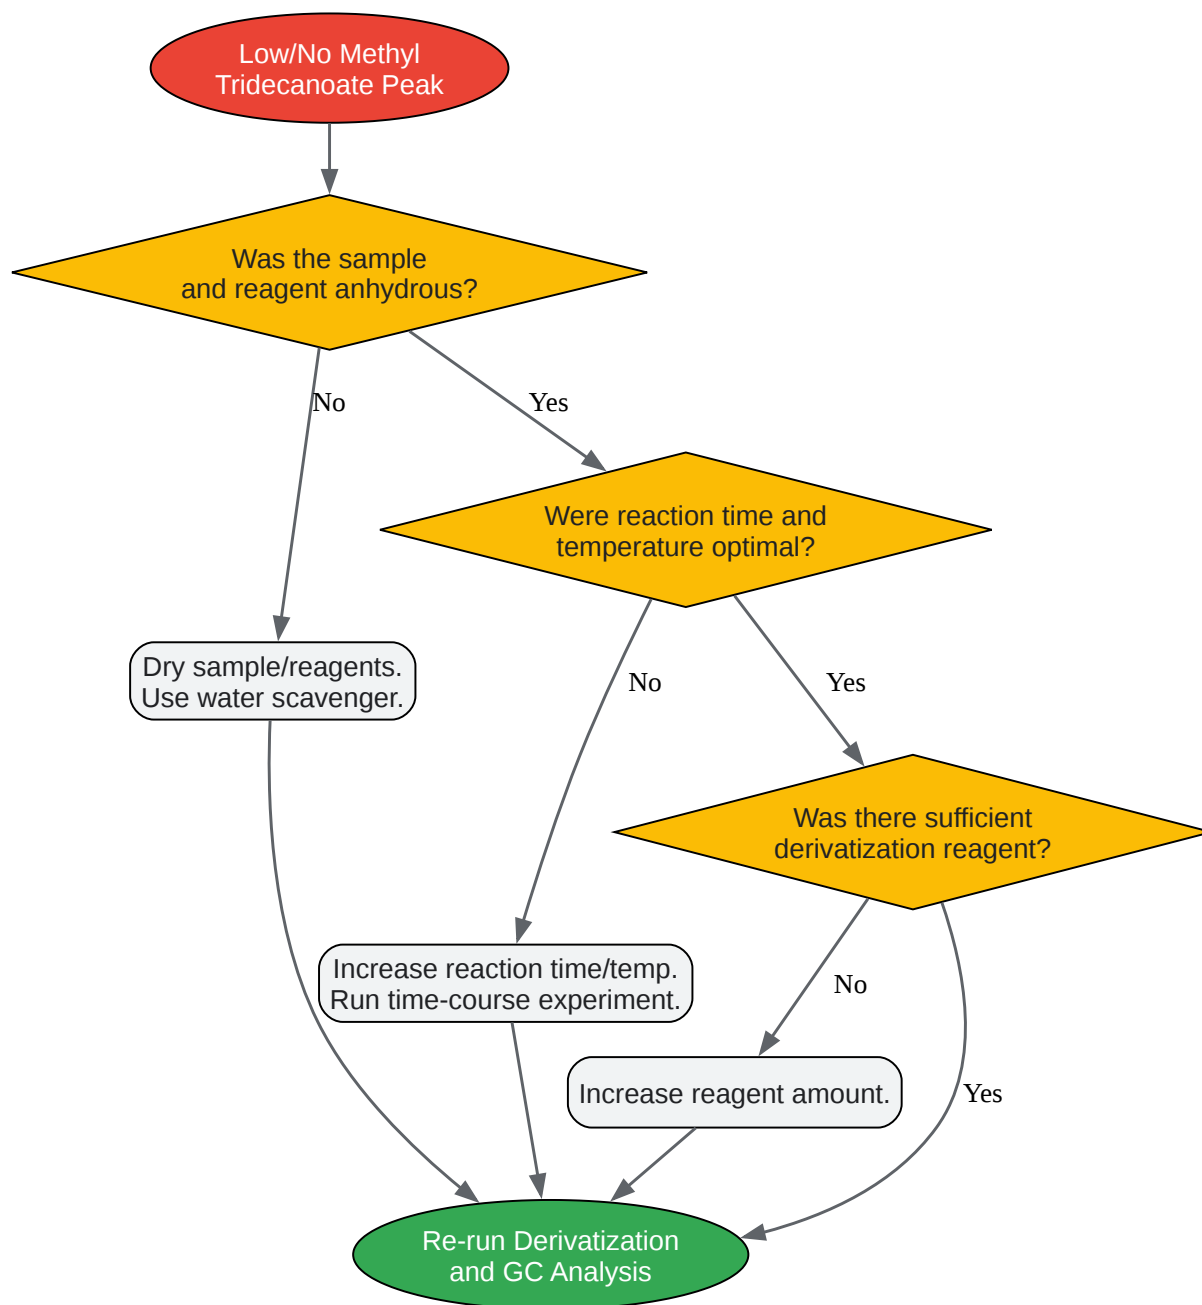 Low/No Methyl
Tridecanoate Peak
Was the sample
and reagent anhydrous?
No
Yes
Were reaction time and
temperature optimal?
Dry sample/reagents.
Use water scavenger.
No
Yes
Was there sufficient
derivatization reagent?
Increase reaction time/temp.
Run time-course experiment.
No
Increase reagent amount.
Yes
Re-run Derivatization
and GC Analysis